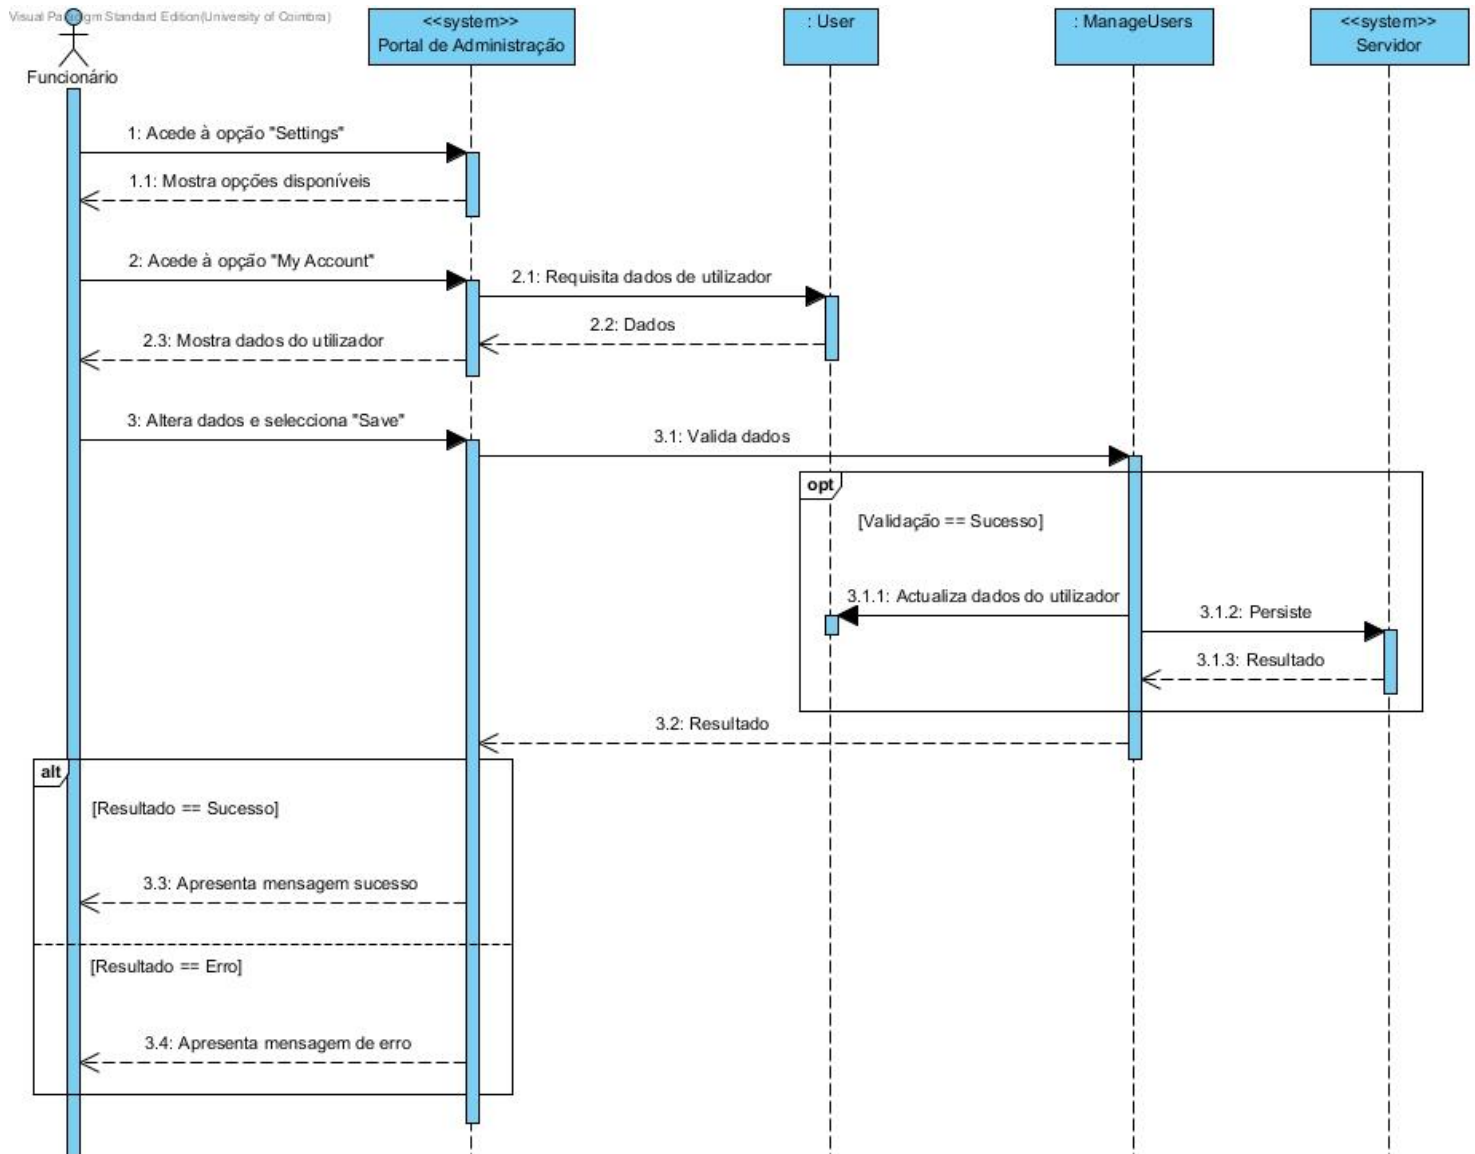 Visual Paradigm Standard Edition(University of Coimbra)
Funcionário
<<system>>
Portal de Administração
: User
: ManageUsers
<<system>>
Servidor
1: Acede à opção "Settings"
1.1: Mostra opções disponíveis
2: Acede à opção "My Account"
2.1: Requisita dados de utilizador
2.2: Dados
2.3: Mostra dados do utilizador
3: Altera dados e selecciona "Save"
3.1: Valida dados
opt
[Validação == Sucesso]
3.1.1: Actualiza dados do utilizador
3.1.2: Persiste
3.1.3: Resultado
3.2: Resultado
alt
[Resultado == Sucesso]
3.3: Apresenta mensagem sucesso
[Resultado == Erro]
3.4: Apresenta mensagem de erro